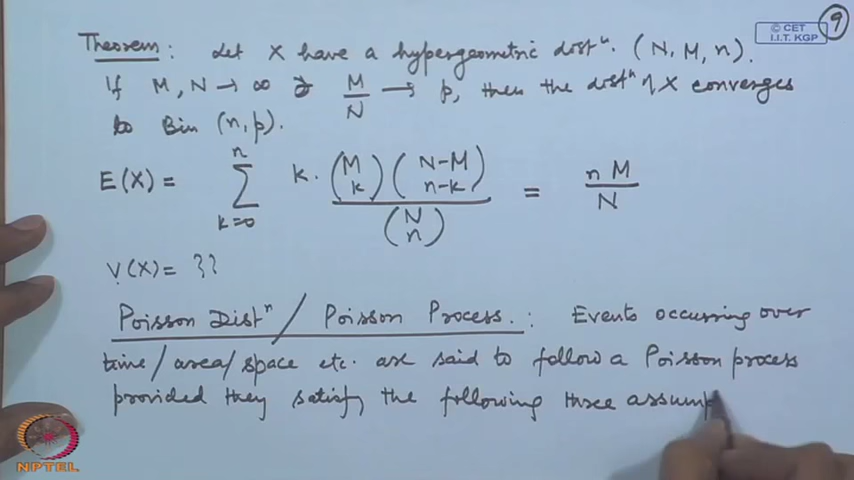 © CET
I.I.T. KGP
9
Theorem : Let X have a hypergeometric distⁿ. (N, M, n).
If M, N → ∞ ∋ M/N → p, then the distⁿ of X converges
to Bin (n, p).
E(X) = n ∑ k=0 k · (M k) (N-M n-k) / (N n) = n M / N
V(X) = ??
Poisson Distⁿ / Poisson Process. : Events occurring over
time / area / space etc. are said to follow a Poisson process
provided they satisfy the following three assump
NPTEL